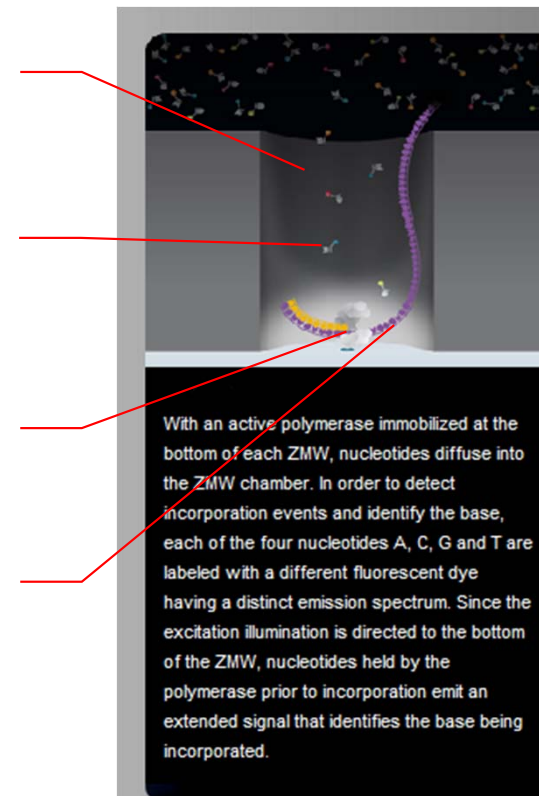 With an active polymerase immobilized at the
bottom of each ZMW, nucleotides diffuse into
the ZMW chamber. In order to detect
incorporation events and identify the base,
each of the four nucleotides A, C, G and T are
labeled with a different fluorescent dye
having a distinct emission spectrum. Since the
excitation illumination is directed to the bottom
of the ZMW, nucleotides held by the
polymerase prior to incorporation emit an
extended signal that identifies the base being
incorporated.